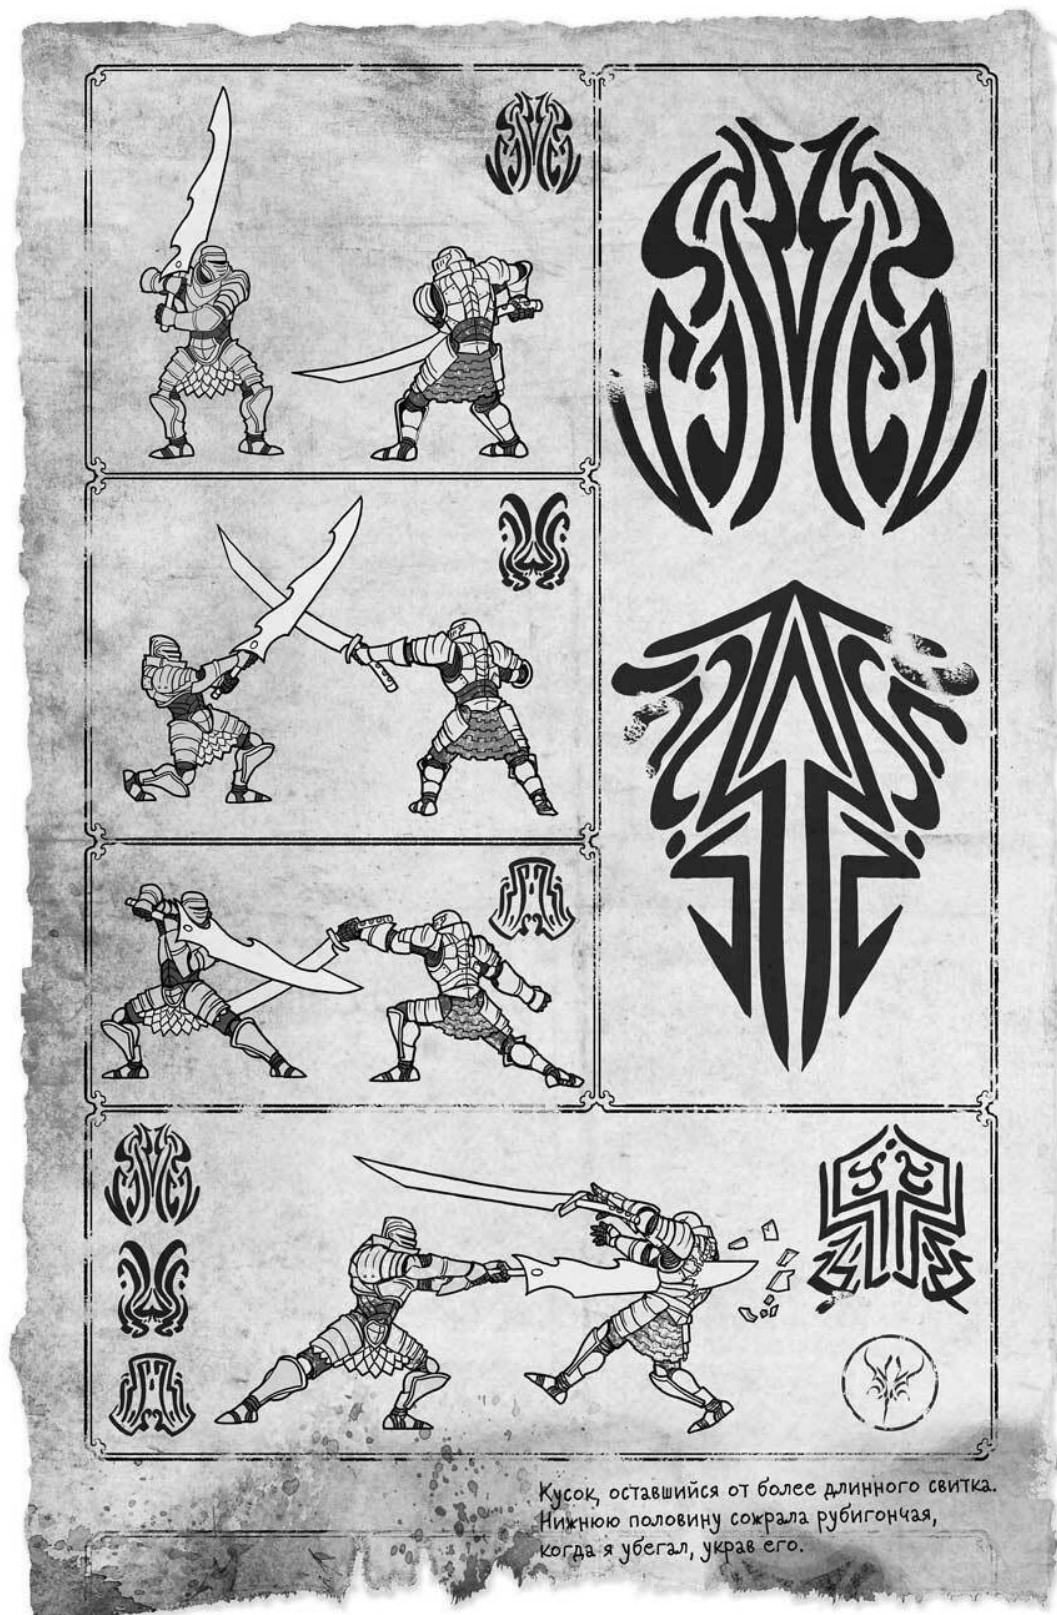 Кусок, оставшийся от более длинного свитка.
Нижнюю половину сожрала рубигончая,
когда я убегал, украв его.